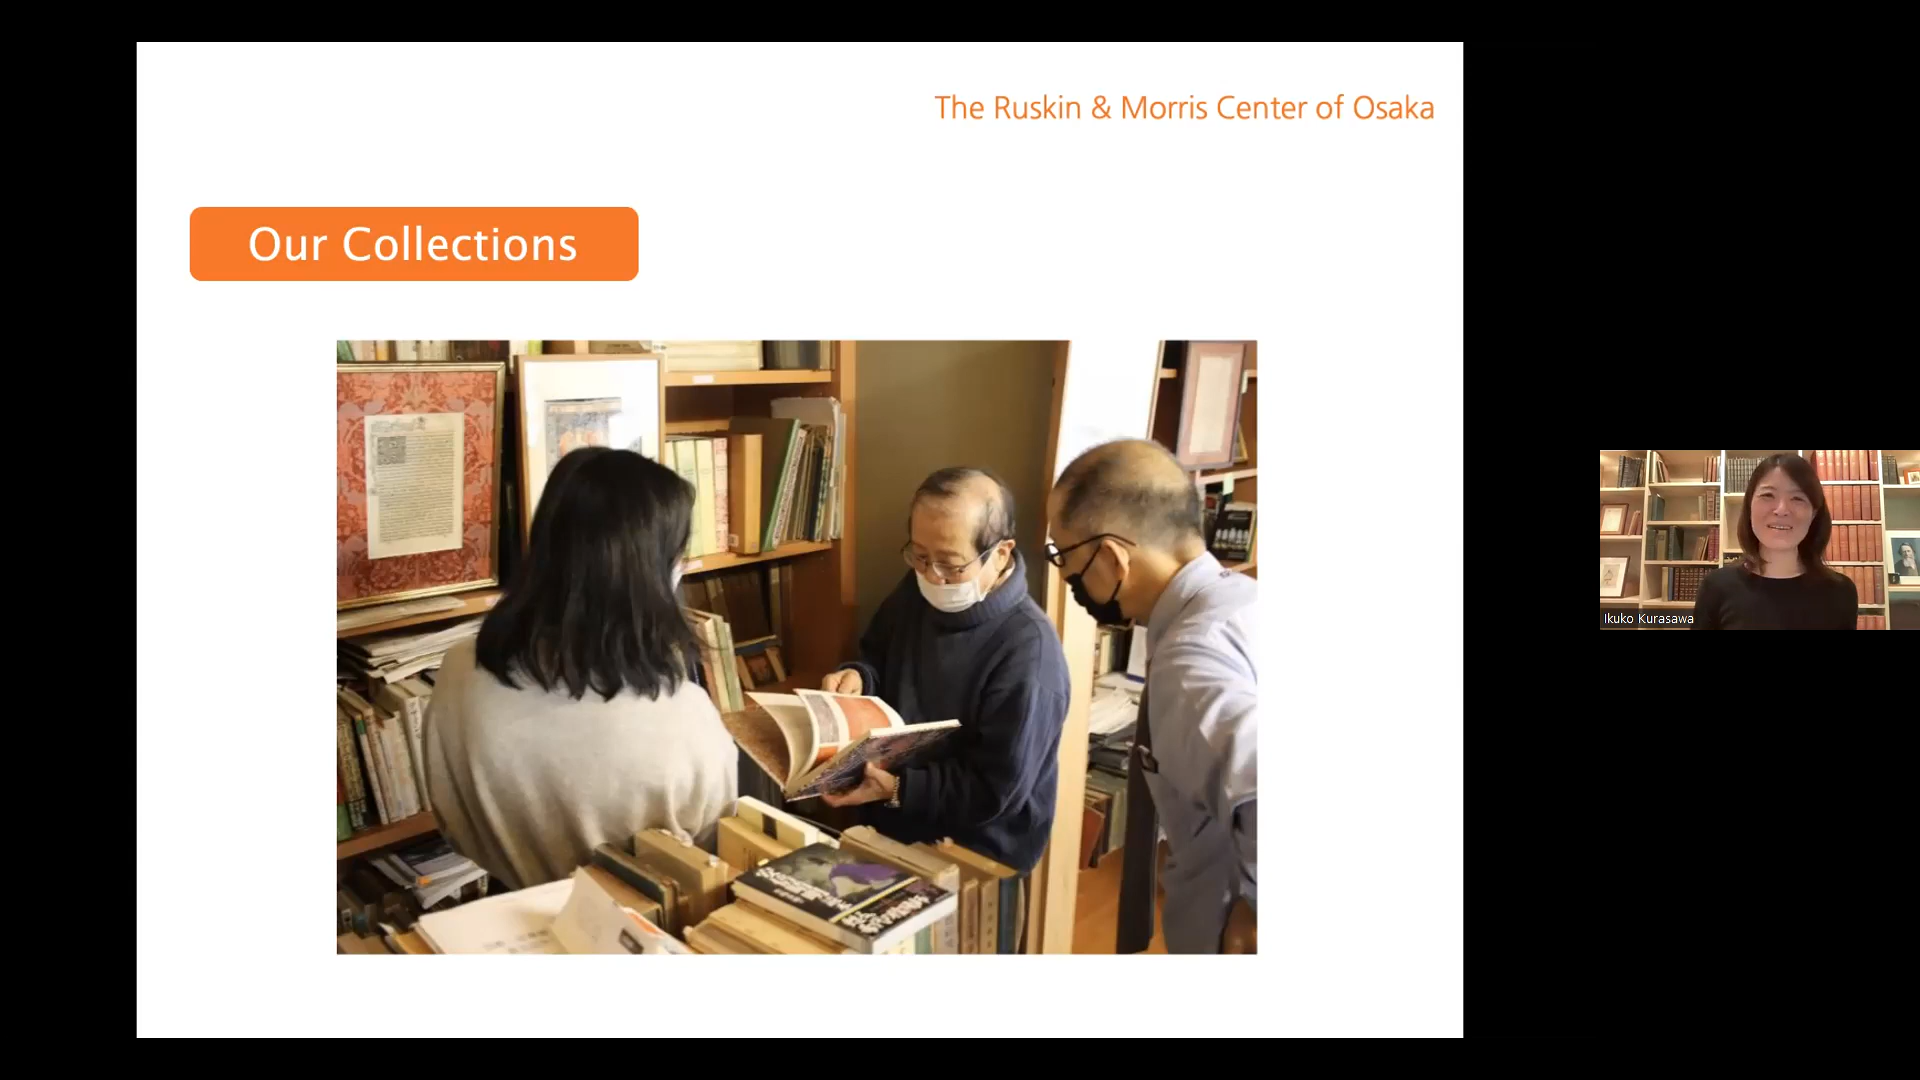 The Ruskin & Morris Center of Osaka
Our Collections
Ikuko Kurasawa